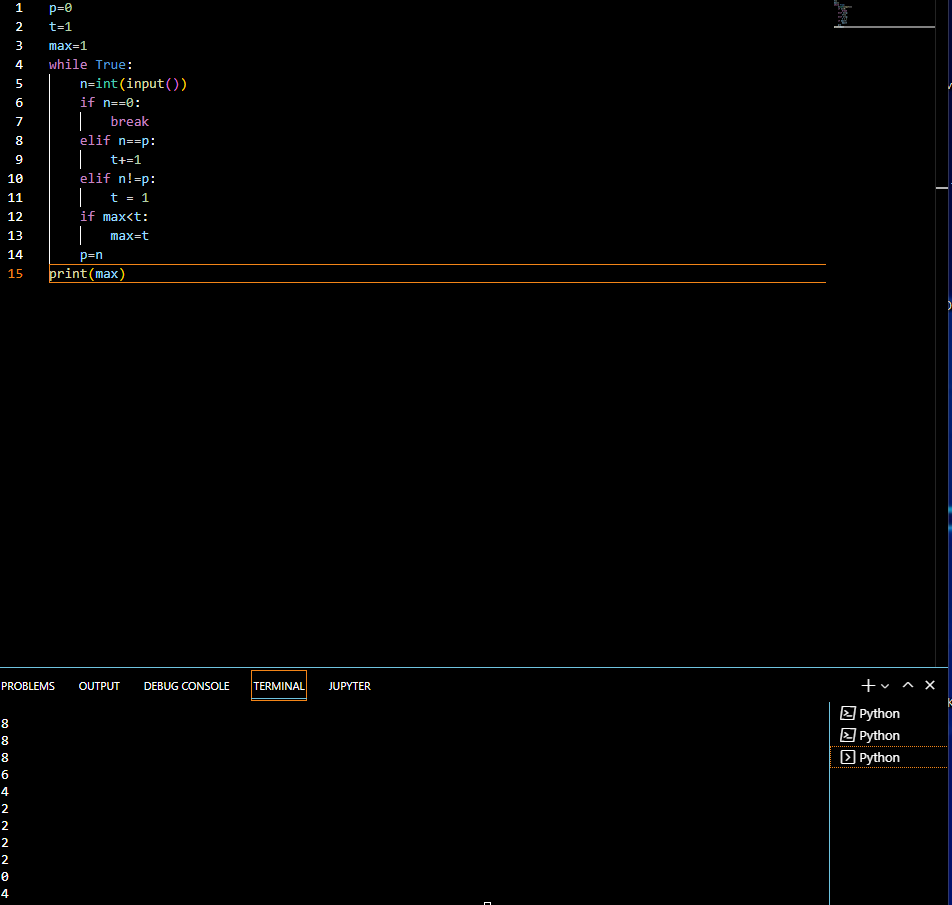 1 p=0
2 t=1
3 max=1
4 while True:
5 n=int(input())
6 if n==0:
7 break
8 elif n==p:
9 t+=1
10 elif n!=p:
11 t = 1
12 if max<t:
13 max=t
14 p=n
15 print(max)
PROBLEMS OUTPUT DEBUG CONSOLE TERMINAL JUPYTER
8
8
8
6
4
2
2
2
2
0
4
Python
Python
Python